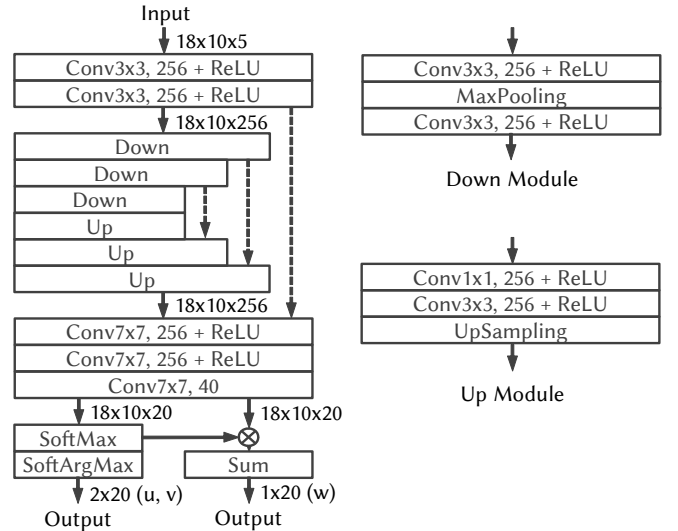 Input
18x10x5
Conv3x3, 256 + ReLU
Conv3x3, 256 + ReLU
18x10x256
Down
Down
Down
Up
Up
Up
18x10x256
Conv7x7, 256 + ReLU
Conv7x7, 256 + ReLU
Conv7x7, 40
18x10x20 18x10x20
SoftMax
SoftArgMax Sum
2x20 (u, v) 1x20 (w)
Output Output
Conv3x3, 256 + ReLU
MaxPooling
Conv3x3, 256 + ReLU
Down Module
Conv1x1, 256 + ReLU
Conv3x3, 256 + ReLU
UpSampling
Up Module